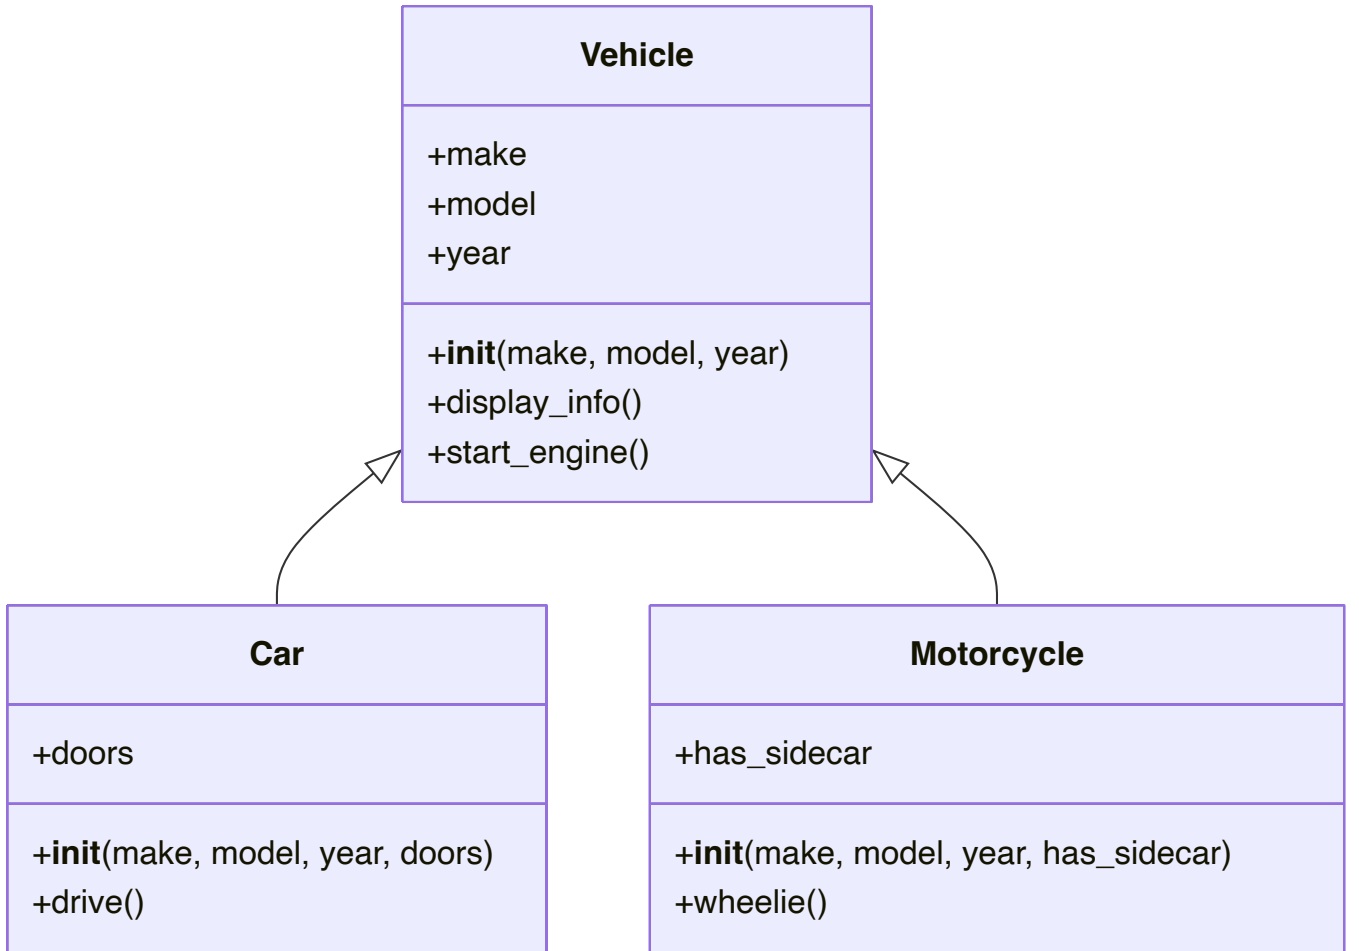 Vehicle
+make
+model
+year
+init(make, model, year)
+display_info()
+start_engine()
Car
+doors
+init(make, model, year, doors)
+drive()
Motorcycle
+has_sidecar
+init(make, model, year, has_sidecar)
+wheelie()